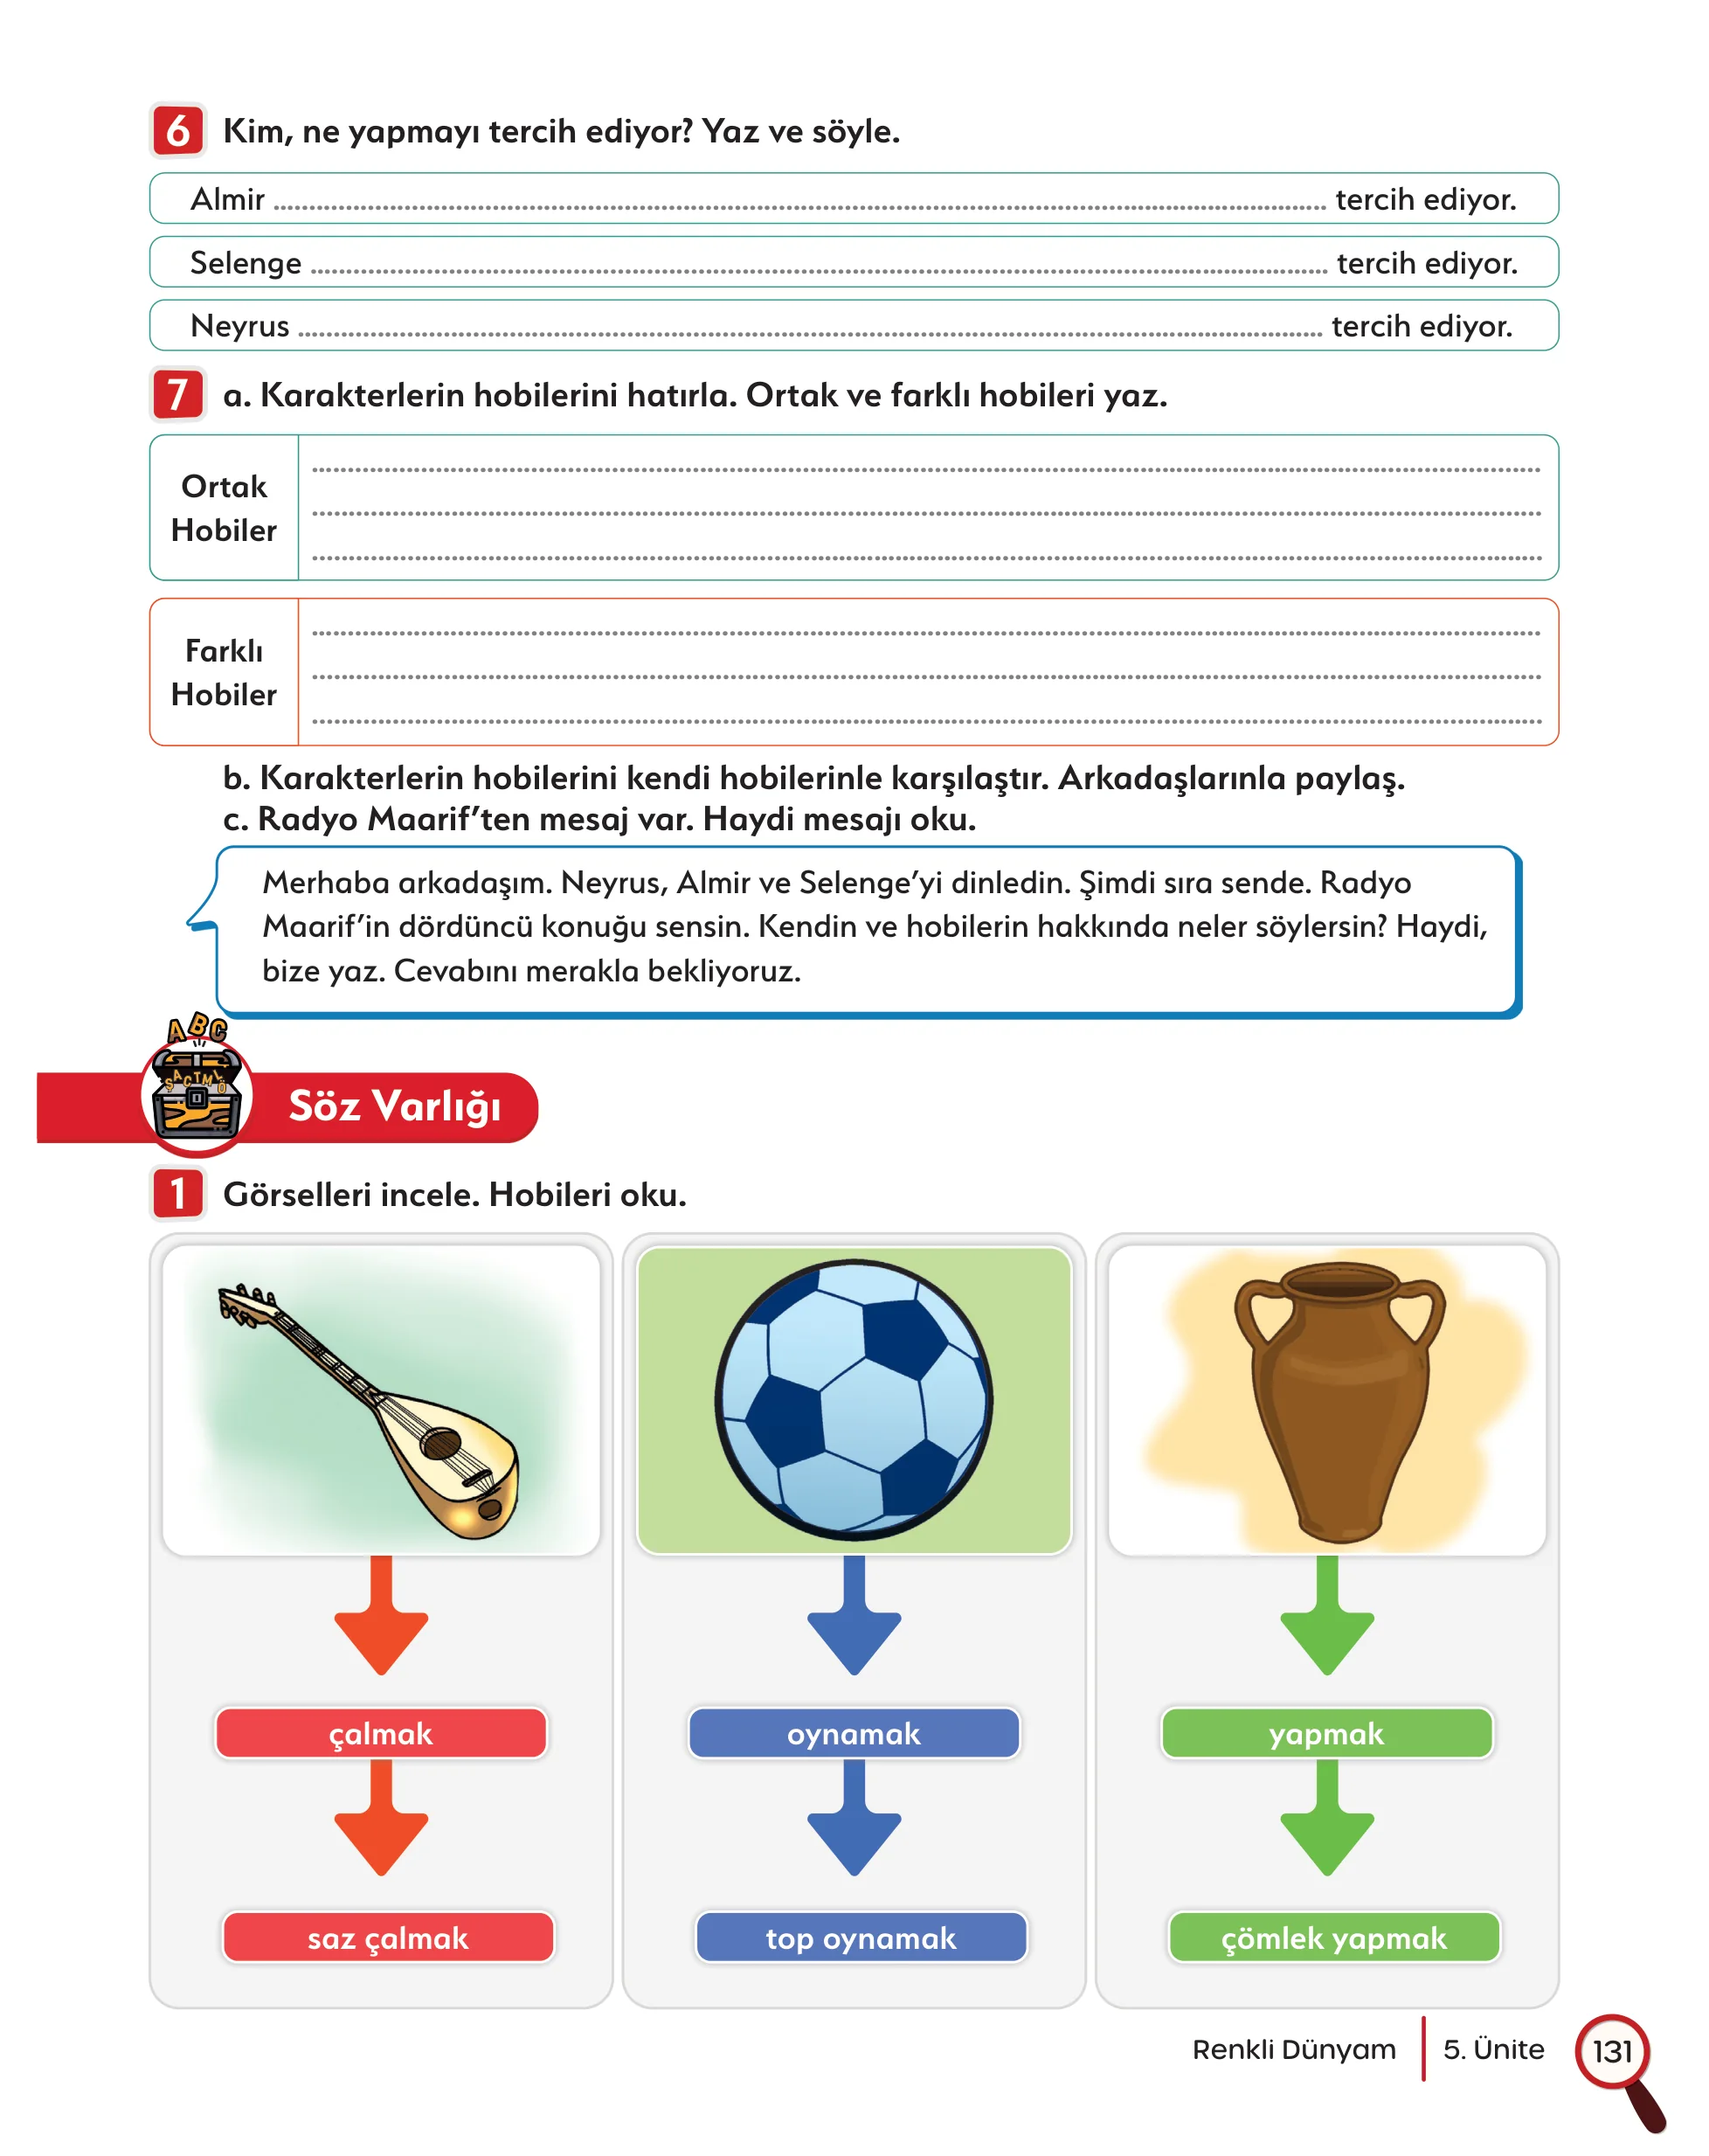 6 Kim, ne yapmayı tercih ediyor? Yaz ve söyle.
Almir ........................................ tercih ediyor.
Selenge ........................................ tercih ediyor.
Neyrus ........................................ tercih ediyor.
7 a. Karakterlerin hobilerini hatırla. Ortak ve farklı hobileri yaz.
Ortak
Hobiler
Farklı
Hobiler
b. Karakterlerin hobilerini kendi hobilerinle karşılaştır. Arkadaşlarınla paylaş.
c. Radyo Maarif’ten mesaj var. Haydi mesajı oku.
Merhaba arkadaşım. Neyrus, Almir ve Selenge’yi dinledin. Şimdi sıra sende. Radyo
Maarif’in dördüncü konuğu sensin. Kendin ve hobilerin hakkında neler söylersin? Haydi,
bize yaz. Cevabını merakla bekliyoruz.
A B C
Ş A Ç T M L Ö
Söz Varlığı
1 Görselleri incele. Hobileri oku.
çalmak
oynamak
yapmak
saz çalmak
top oynamak
çömlek yapmak
Renkli Dünyam 5. Ünite 131